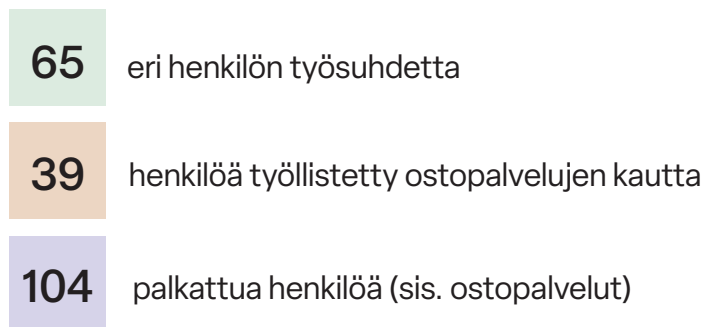 65 eri henkilön työsuhdetta
39 henkilöä työllistetty ostopalvelujen kautta
104 palkattua henkilöä (sis. ostopalvelut)